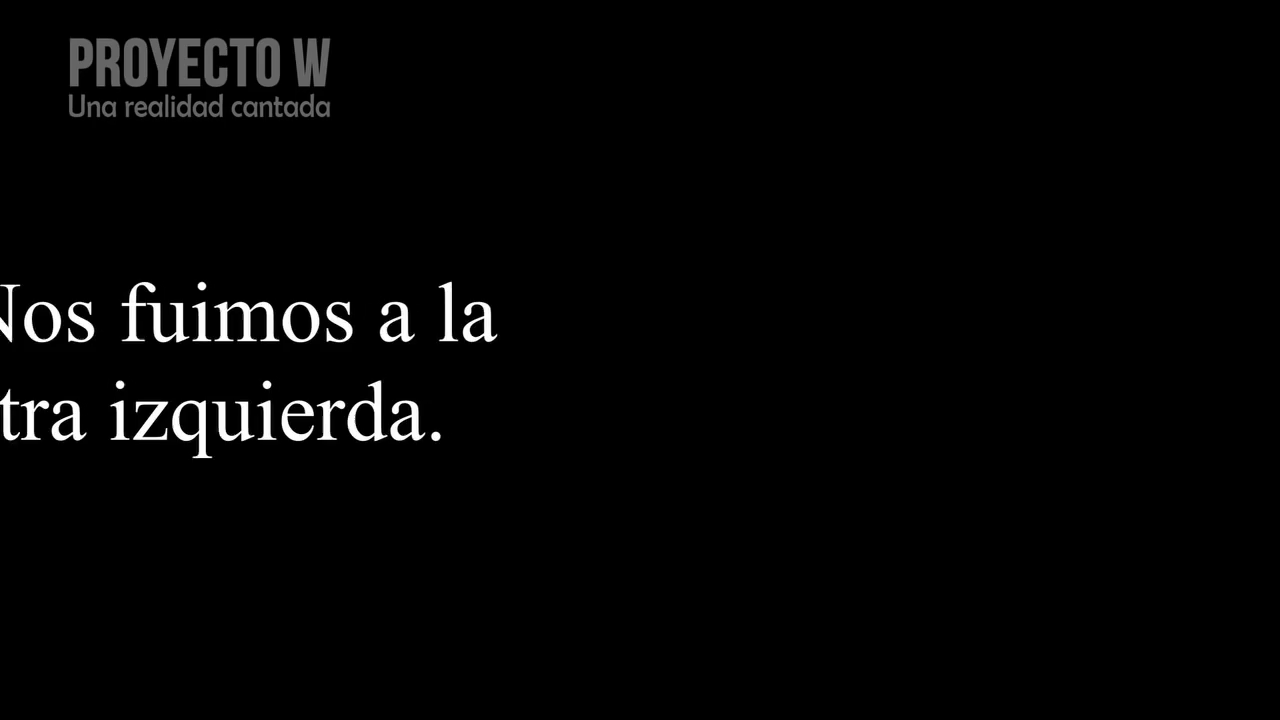 PROYECTO W
Una realidad cantada
Nos fuimos a la
tra izquierda.